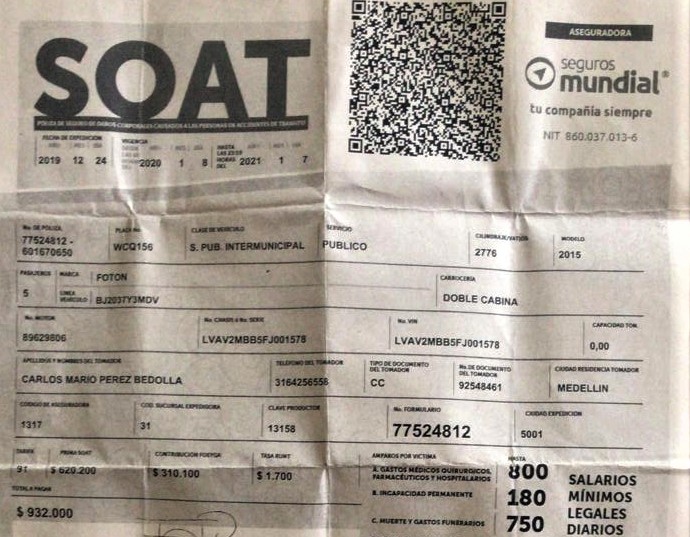 SOAT
PÓLIZA DE SEGURO DE DAÑOS CORPORALES CAUSADOS A LAS PERSONAS EN ACCIDENTES DE TRÁNSITO
ASEGURADORA
seguros
mundial®
tu compañía siempre
NIT 860.037.013-6
FECHA DE EXPEDICIÓN
VIGENCIA
HASTA
2019 12 24
2020 1 8
2021 1 7
No. DE PÓLIZA
PLACA No.
CLASE DE VEHÍCULO
SERVICIO
CILINDRAJE/VATIOS
MODELO
77524812 -
601670650
WCQ156
S. PUB. INTERMUNICIPAL
PUBLICO
2776
2015
PASAJEROS
MARCA
FOTON
CARROCERÍA
5
LÍNEA
VEHÍCULO
BJ2037Y3MDV
DOBLE CABINA
No. MOTOR
No. CHASIS o No. SERIE
No. VIN
CAPACIDAD TON.
89629806
LVAV2MBB5FJ001578
LVAV2MBB5FJ001578
0,00
APELLIDOS Y NOMBRES DEL TOMADOR
TELÉFONO DEL TOMADOR
TIPO DE DOCUMENTO
DEL TOMADOR
No. DE DOCUMENTO
DEL TOMADOR
CIUDAD RESIDENCIA TOMADOR
CARLOS MARIO PEREZ BEDOLLA
3164256558
CC
92548461
MEDELLIN
CÓDIGO DE ASEGURADORA
COD. SUCURSAL EXPEDIDORA
CLAVE PRODUCTOR
No. FORMULARIO
CIUDAD EXPEDICIÓN
1317
31
13158
77524812
5001
TARIFA
PRIMA SOAT
CONTRIBUCIÓN FOSYGA
TASA RUNT
91
$ 620.200
$ 310.100
$ 1.700
TOTAL A PAGAR
$ 932.000
AMPAROS POR VICTIMA
HASTA
A. GASTOS MÉDICOS QUIRÚRGICOS,
FARMACÉUTICOS Y HOSPITALARIOS
800
B. INCAPACIDAD PERMANENTE
180
C. MUERTE Y GASTOS FUNERARIOS
750
SALARIOS
MÍNIMOS
LEGALES
DIARIOS